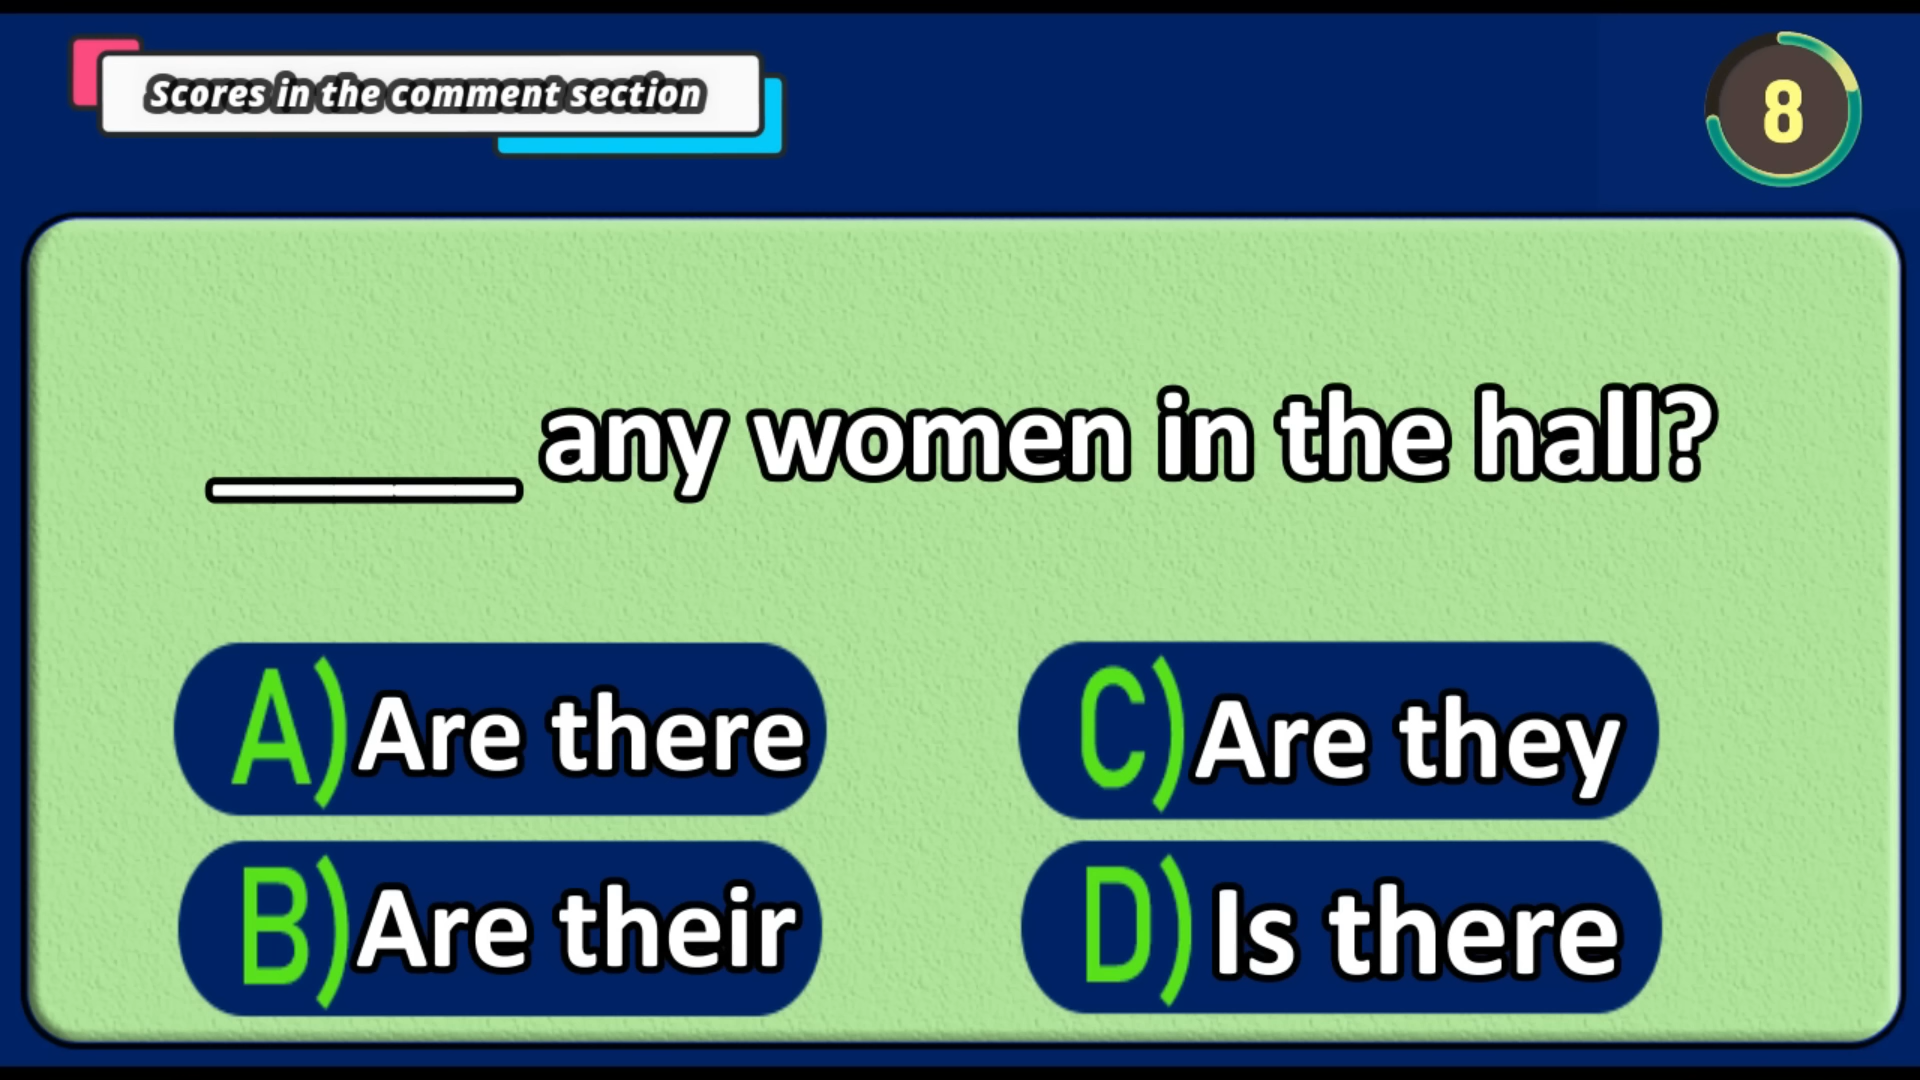 Scores in the comment section
8
_____ any women in the hall?
A) Are there
C) Are they
B) Are their
D) Is there